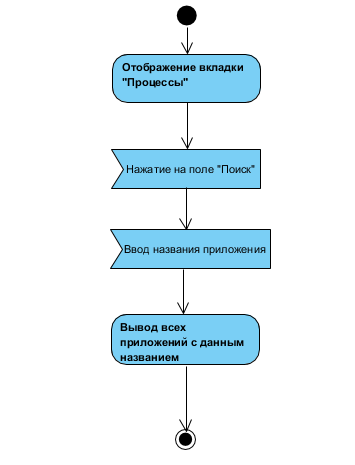 Отображение вкладки
"Процессы"
Нажатие на поле "Поиск"
Ввод названия приложения
Вывод всех
приложений с данным
названием